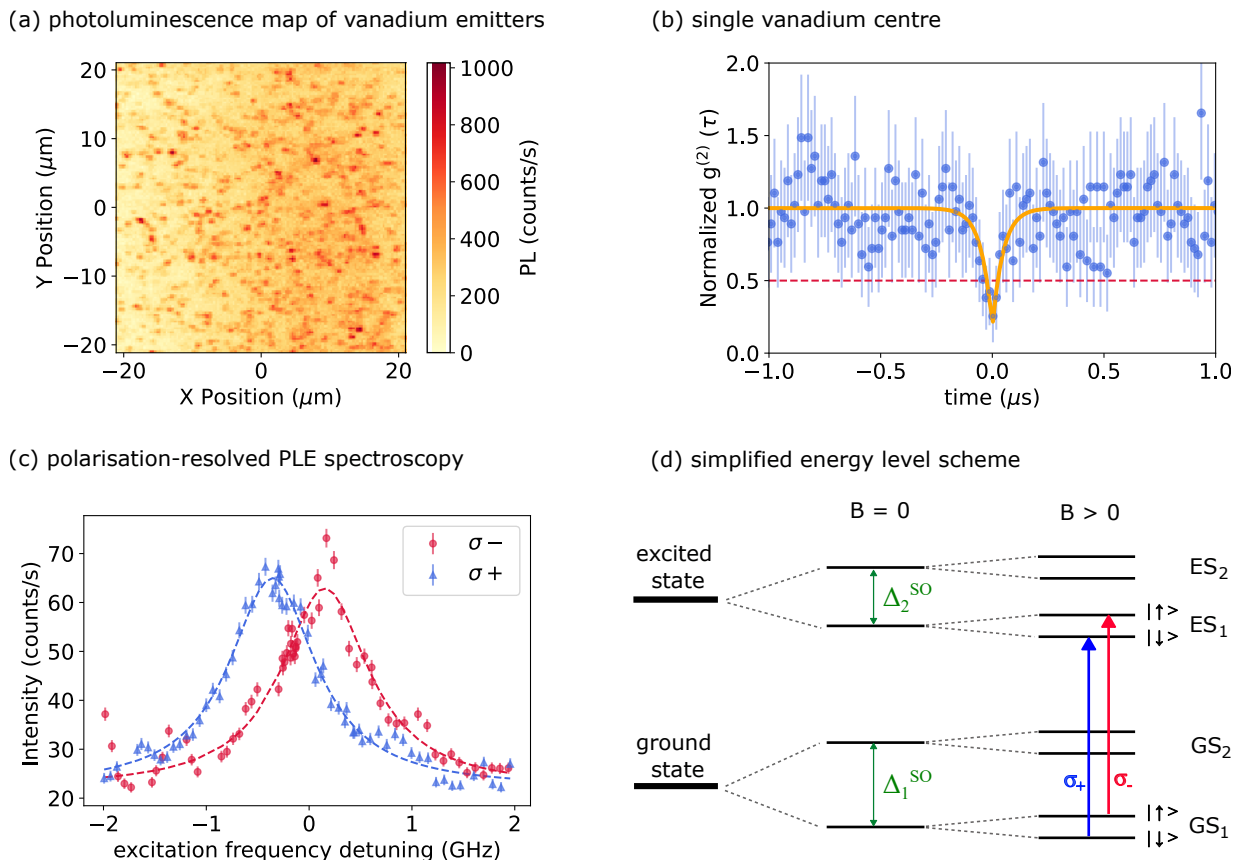 (a) photoluminescence map of vanadium emitters
20
10
0
−10
−20
Y Position (μm)
−20
0
20
X Position (μm)
1000
800
600
400
200
0
PL (counts/s)
(b) single vanadium centre
2.0
1.5
1.0
0.5
0.0
Normalized g(2) (τ)
−1.0
−0.5
0.0
0.5
1.0
time (μs)
(c) polarisation-resolved PLE spectroscopy
70
60
50
40
30
20
Intensity (counts/s)
σ−
σ+
−2
−1
0
1
2
excitation frequency detuning (GHz)
(d) simplified energy level scheme
B = 0
B > 0
excited
state
Δ2SO
ES2
|↑>
ES1
|↓>
ground
state
Δ1SO
GS2
σ+
σ-
|↑>
GS1
|↓>